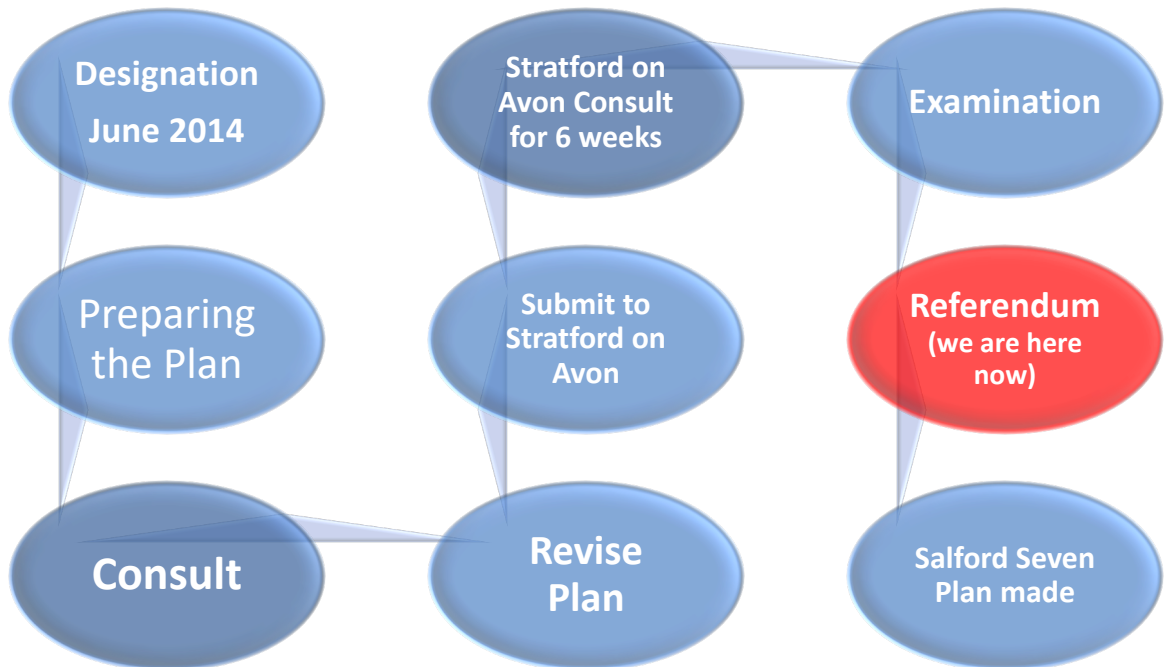 Designation
June 2014
Preparing
the Plan
Consult
Revise
Plan
Submit to
Stratford on
Avon
Stratford on
Avon Consult
for 6 weeks
Examination
Referendum
(we are here
now)
Salford Seven
Plan made